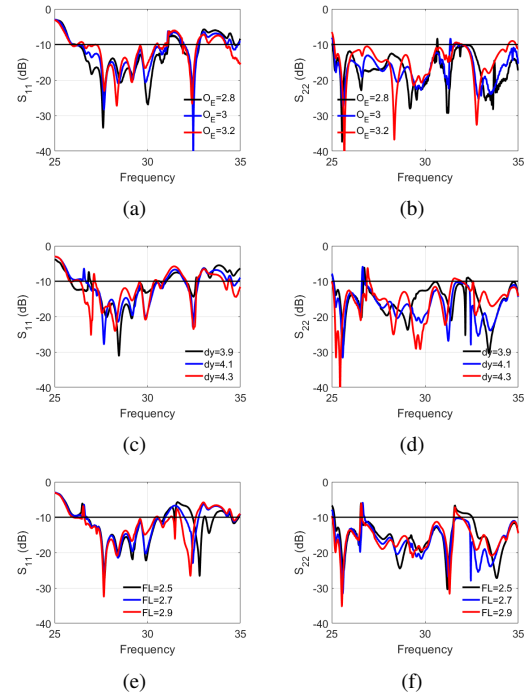 0
-10
-20
-30
-40
S11 (dB)
25
30
35
Frequency
OE=2.8
OE=3
OE=3.2
(a)
0
-10
-20
-30
-40
S22 (dB)
25
30
35
Frequency
OE=2.8
OE=3
OE=3.2
(b)
0
-10
-20
-30
-40
S11 (dB)
25
30
35
Frequency
dy=3.9
dy=4.1
dy=4.3
(c)
0
-10
-20
-30
-40
S22 (dB)
25
30
35
Frequency
dy=3.9
dy=4.1
dy=4.3
(d)
0
-10
-20
-30
-40
S11 (dB)
25
30
35
Frequency
FL=2.5
FL=2.7
FL=2.9
(e)
0
-10
-20
-30
-40
S22 (dB)
25
30
35
Frequency
FL=2.5
FL=2.7
FL=2.9
(f)